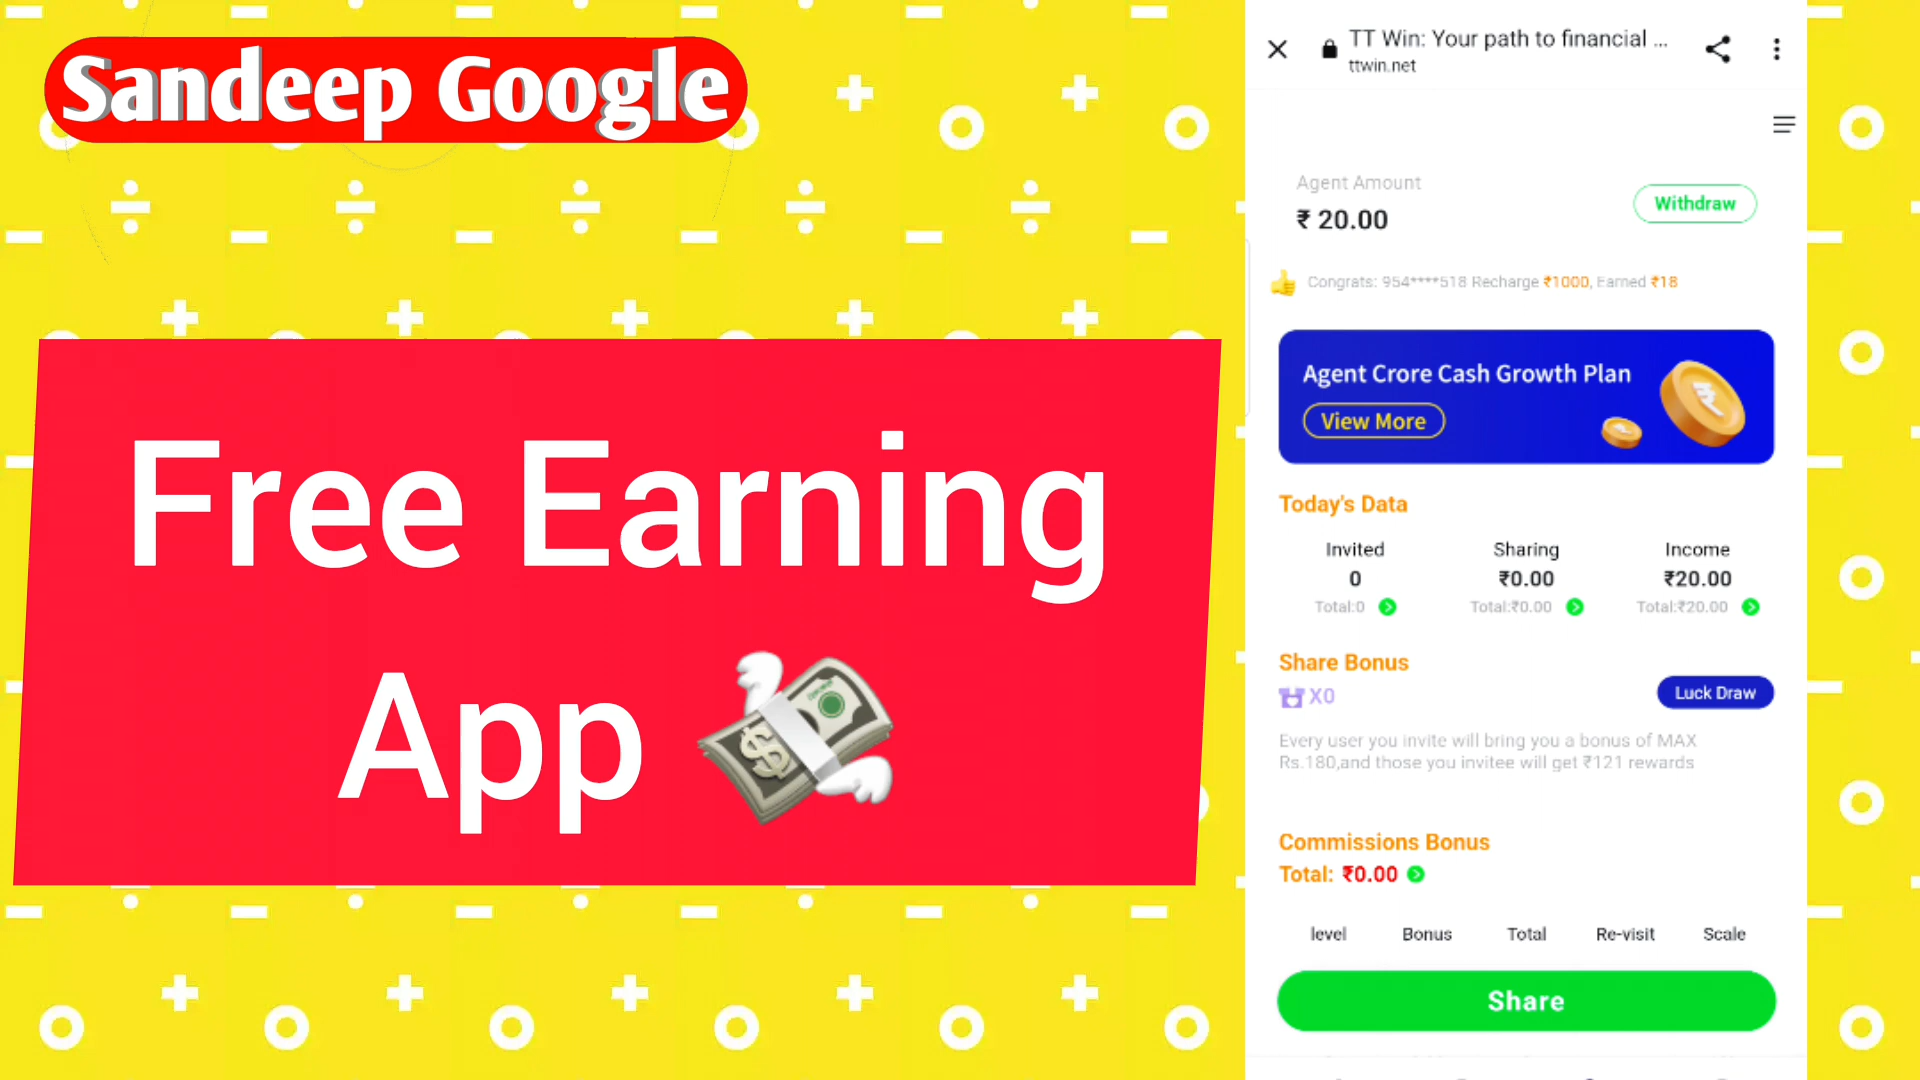 Sandeep Google
Free Earning
App
TT Win: Your path to financial ...
ttwin.net
Agent Amount
₹ 20.00
Withdraw
Congrats: 954****518 Recharge ₹1000, Earned ₹18
Agent Crore Cash Growth Plan
View More
Today's Data
Invited Sharing Income
0 ₹0.00 ₹20.00
Total:0 Total:₹0.00 Total:₹20.00
Share Bonus
X0
Luck Draw
Every user you invite will bring you a bonus of MAX
Rs.180,and those you invitee will get ₹121 rewards
Commissions Bonus
Total: ₹0.00
level Bonus Total Re-visit Scale
Share